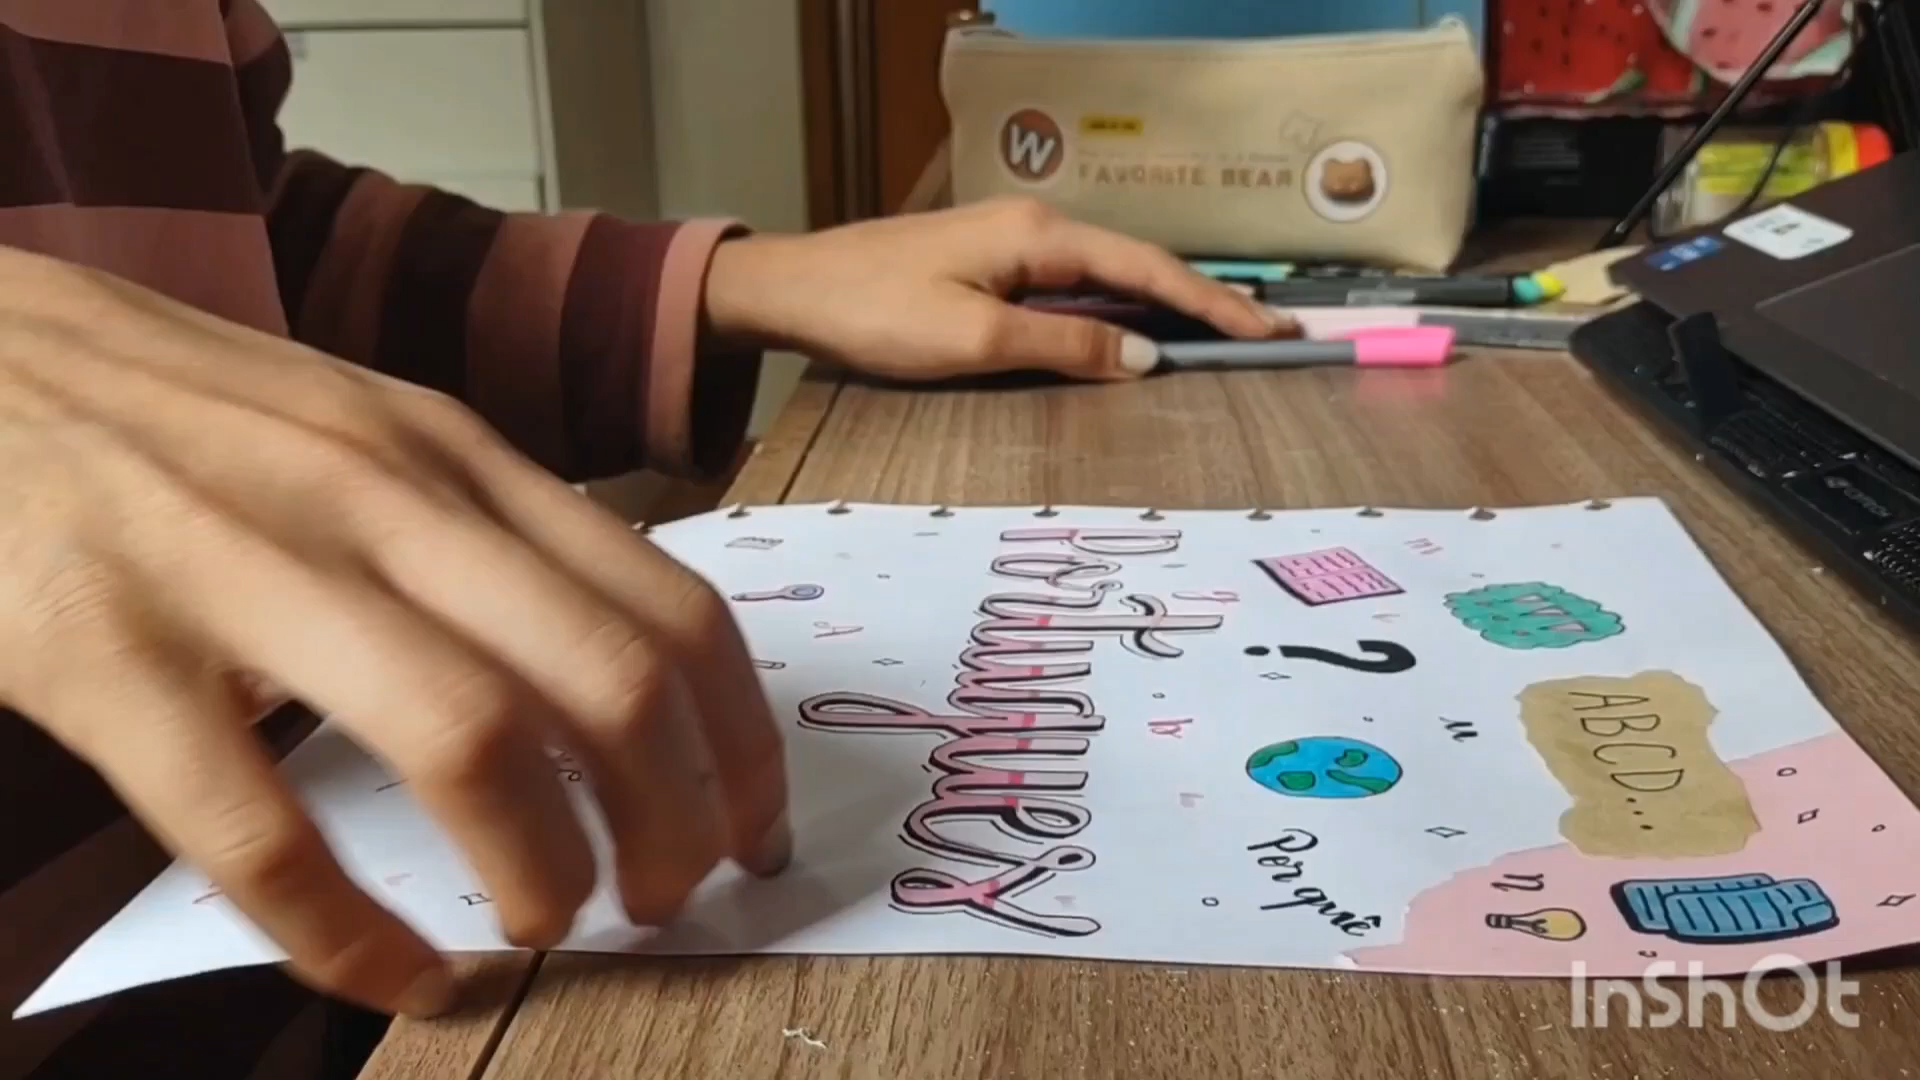 W
FAVORITE BEAR
Português
m
A
?
u
b
ABCD...
Por quê
n
InShOt